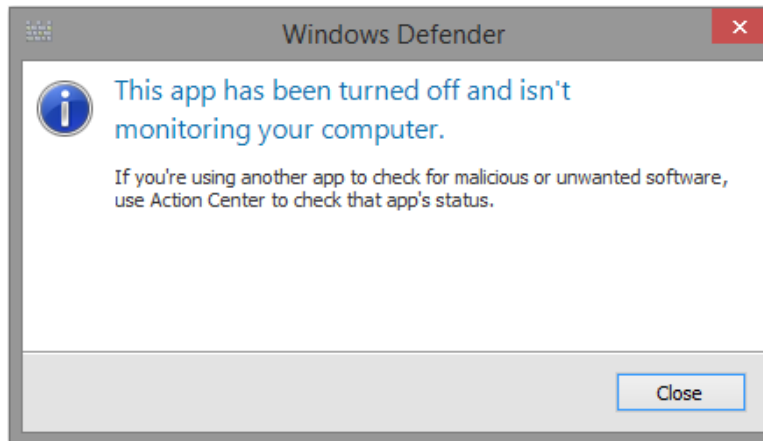 Windows Defender
This app has been turned off and isn't
monitoring your computer.
If you're using another app to check for malicious or unwanted software,
use Action Center to check that app's status.
Close